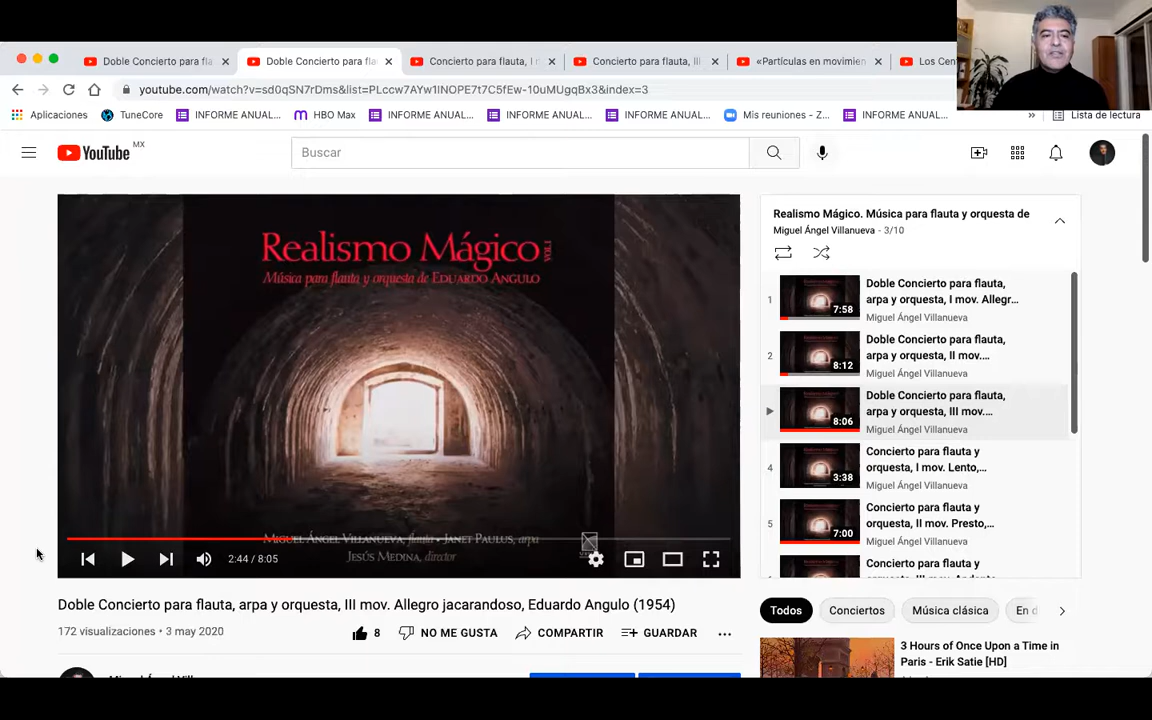 Doble Concierto para fla
Doble Concierto para fla
Concierto para flauta, I
Concierto para flauta, III
«Partículas en movimien
Los Cen
youtube.com/watch?v=sd0qSN7rDms&list=PLccw7AYw1INOPE7t7C5fEw-10uMUgqBx3&index=3
Aplicaciones
TuneCore
INFORME ANUAL...
HBO Max
INFORME ANUAL...
INFORME ANUAL...
INFORME ANUAL...
Mis reuniones - Z...
INFORME ANUAL...
»
Lista de lectura
YouTube MX
Buscar
Realismo Mágico VOL I
Música para flauta y orquesta de EDUARDO ANGULO
MIGUEL ÁNGEL VILLANUEVA, flauta • JANET PAULUS, arpa
JESÚS MEDINA, director
2:44 / 8:05
Doble Concierto para flauta, arpa y orquesta, III mov. Allegro jacarandoso, Eduardo Angulo (1954)
172 visualizaciones • 3 may 2020
8
NO ME GUSTA
COMPARTIR
GUARDAR
Realismo Mágico. Música para flauta y orquesta de
Miguel Ángel Villanueva - 3/10
1
7:58
Doble Concierto para flauta,
arpa y orquesta, I mov. Allegr...
Miguel Ángel Villanueva
2
8:12
Doble Concierto para flauta,
arpa y orquesta, II mov....
Miguel Ángel Villanueva
8:06
Doble Concierto para flauta,
arpa y orquesta, III mov....
Miguel Ángel Villanueva
4
3:38
Concierto para flauta y
orquesta, I mov. Lento,...
Miguel Ángel Villanueva
5
7:00
Concierto para flauta y
orquesta, II mov. Presto,...
Miguel Ángel Villanueva
Concierto para flauta y
Todos
Conciertos
Música clásica
En d
3 Hours of Once Upon a Time in
Paris - Erik Satie [HD]